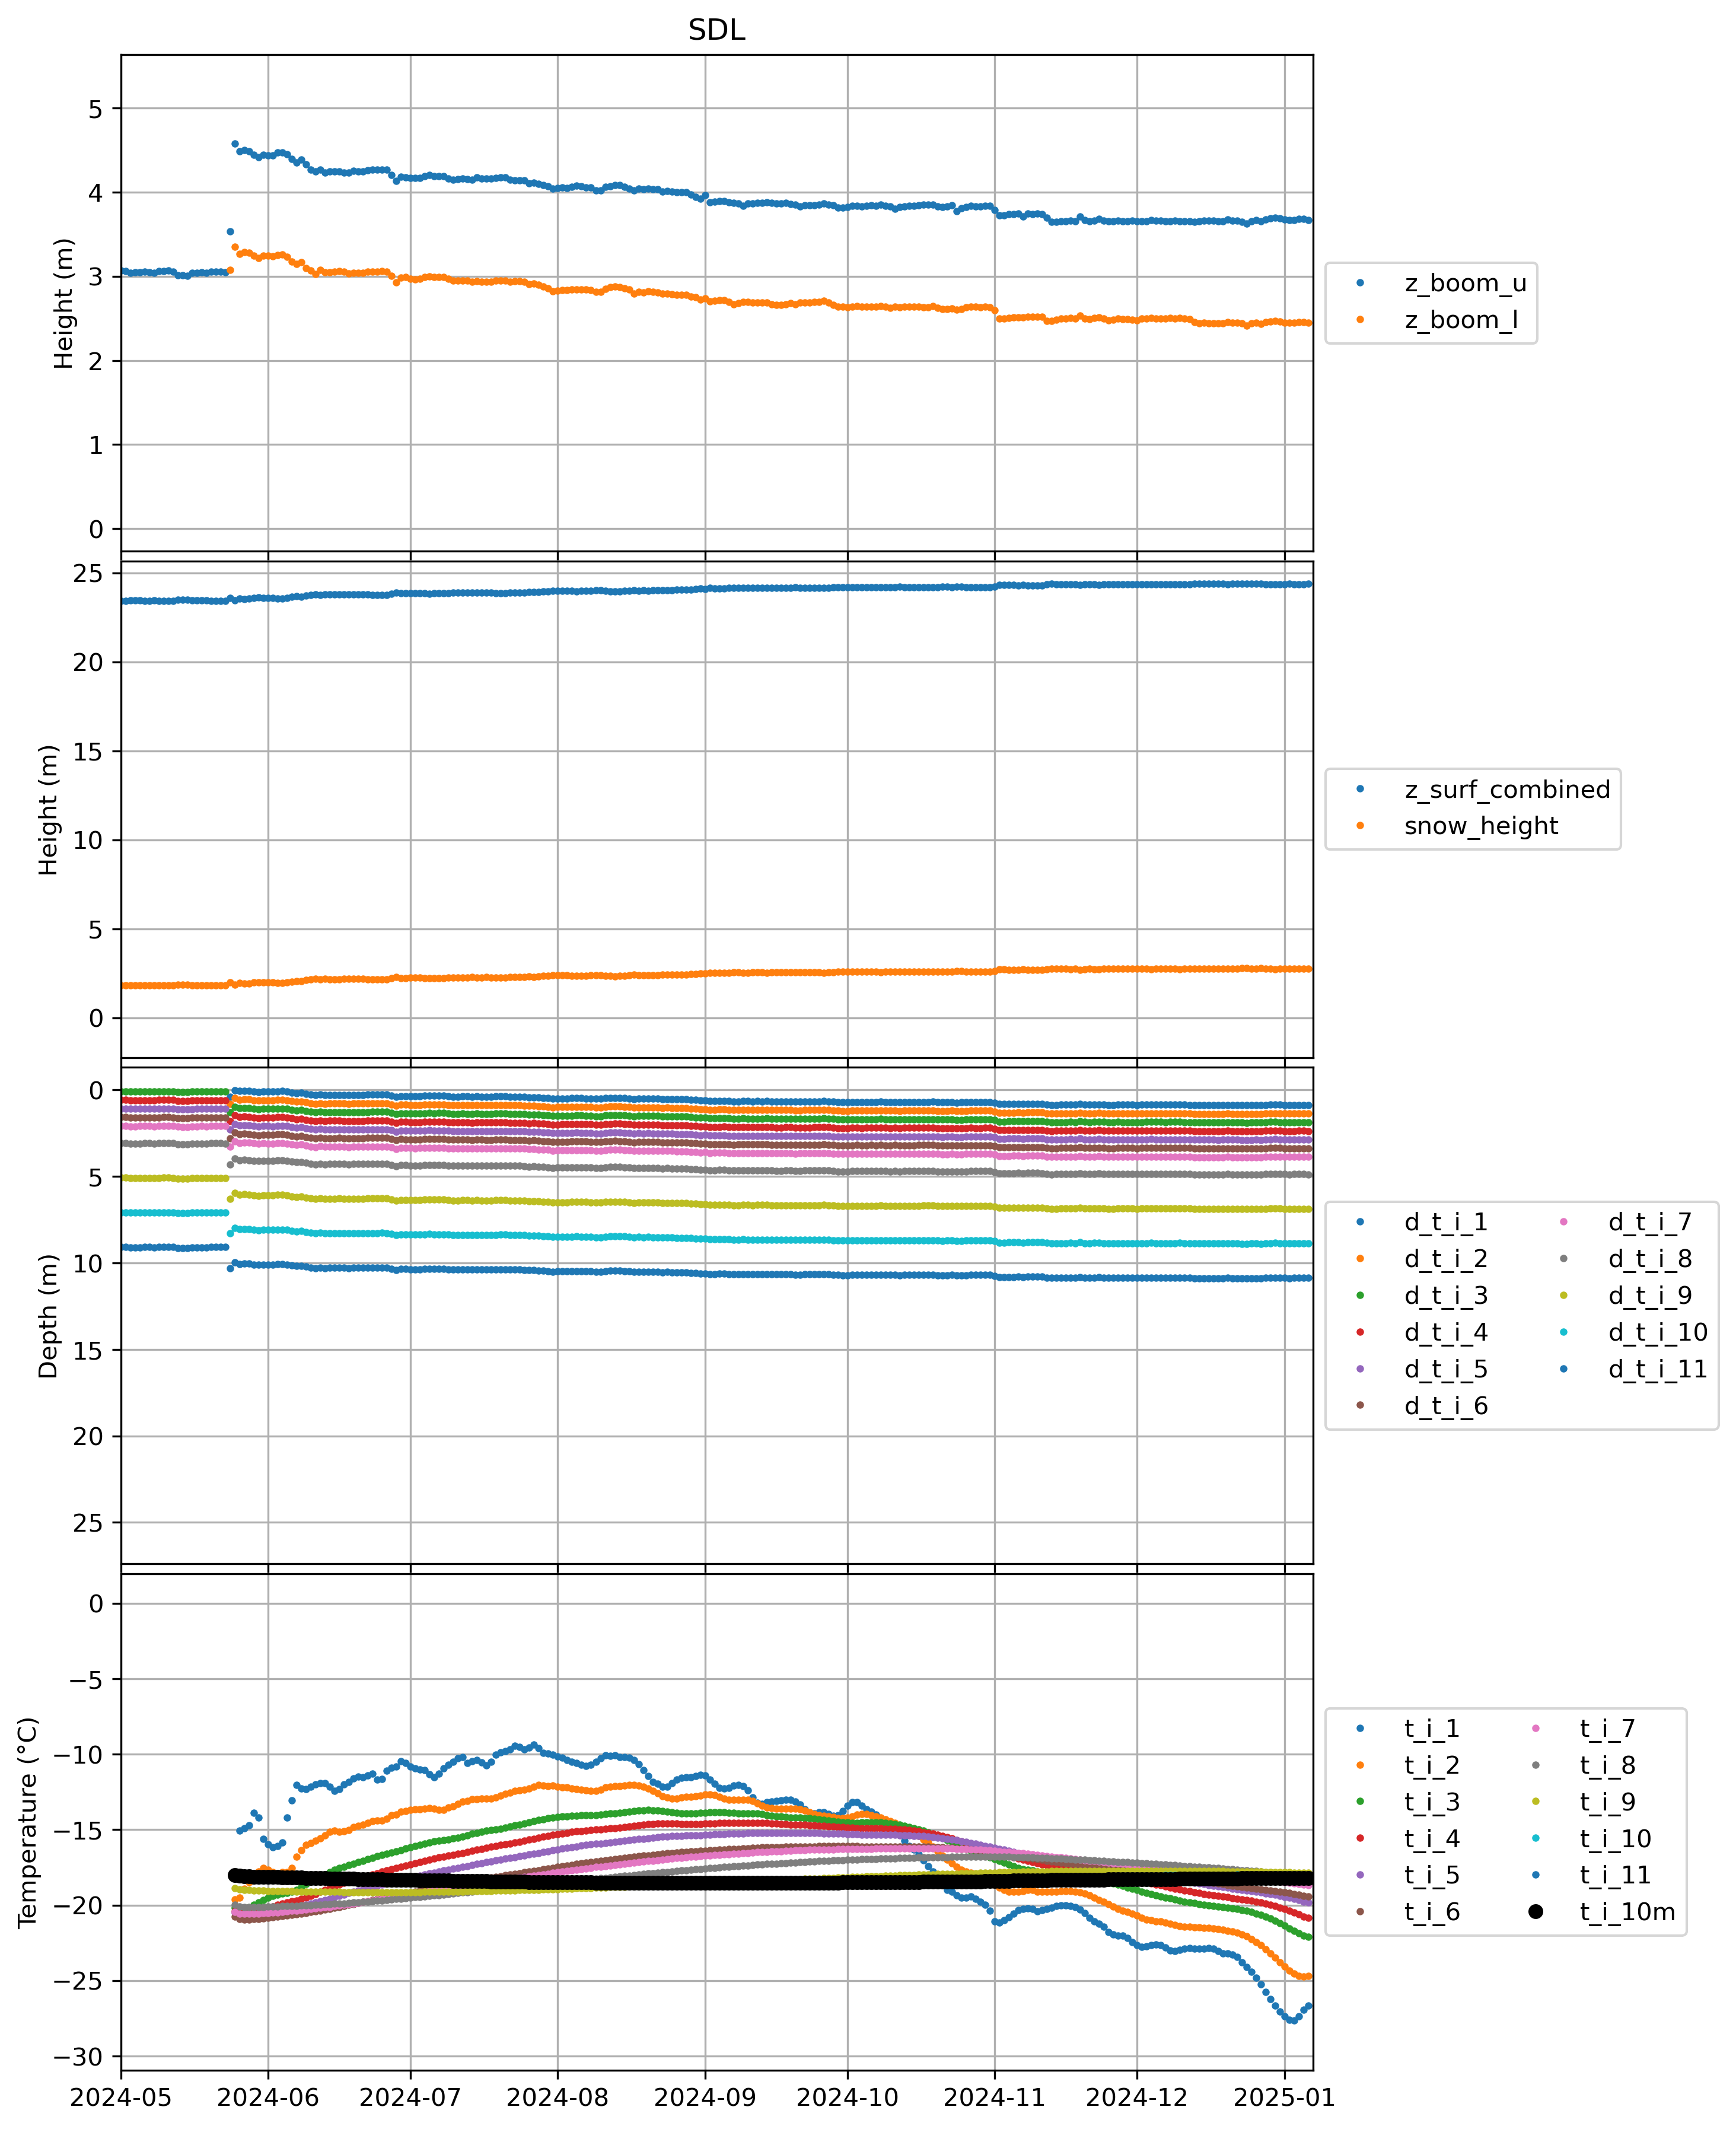 SDL
5
4
3
2
1
0
Height (m)
z_boom_u
z_boom_l
25
20
15
10
5
0
Height (m)
z_surf_combined
snow_height
0
5
10
15
20
25
Depth (m)
d_t_i_1 d_t_i_7
d_t_i_2 d_t_i_8
d_t_i_3 d_t_i_9
d_t_i_4 d_t_i_10
d_t_i_5 d_t_i_11
d_t_i_6
0
−5
−10
−15
−20
−25
−30
Temperature (°C)
t_i_1 t_i_7
t_i_2 t_i_8
t_i_3 t_i_9
t_i_4 t_i_10
t_i_5 t_i_11
t_i_6 t_i_10m
2024-05 2024-06 2024-07 2024-08 2024-09 2024-10 2024-11 2024-12 2025-01